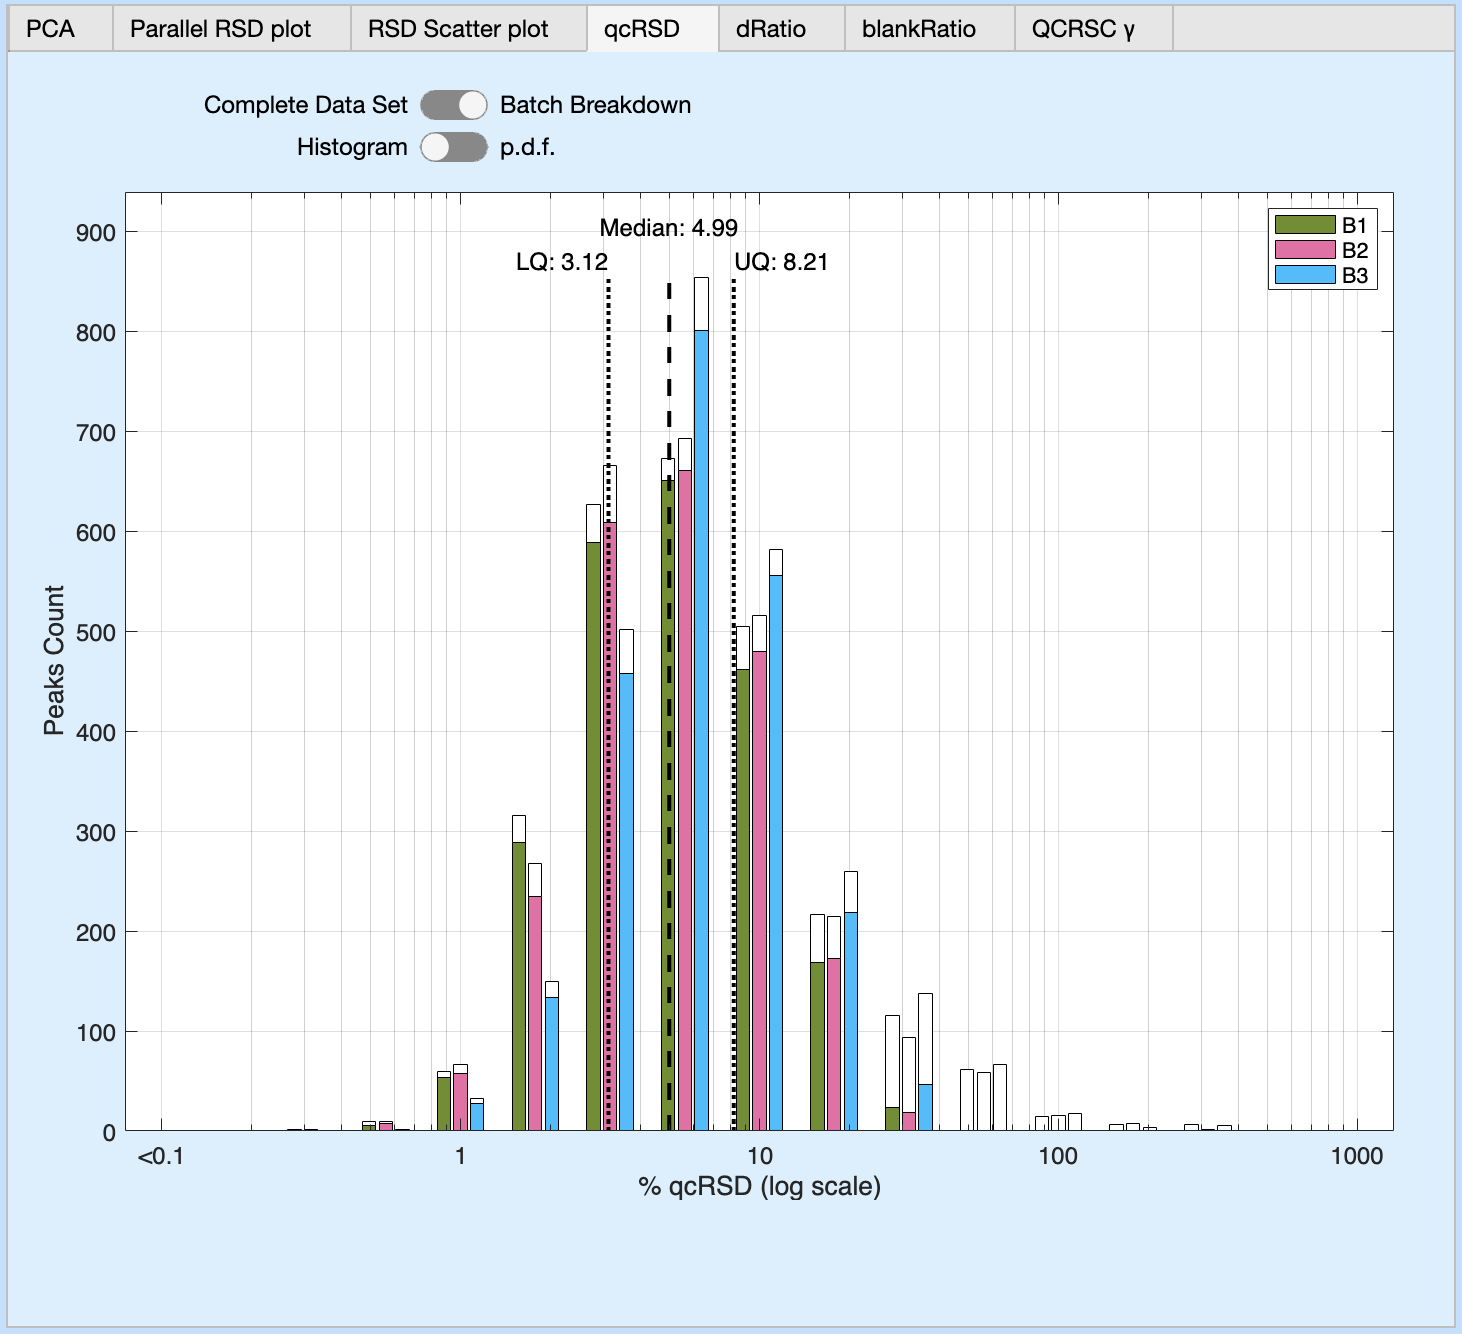 PCA
Parallel RSD plot
RSD Scatter plot
qcRSD
dRatio
blankRatio
QCRSC γ
Complete Data Set
Batch Breakdown
Histogram
p.d.f.
Median: 4.99
LQ: 3.12
UQ: 8.21
B1
B2
B3
900
800
700
600
500
400
300
200
100
0
Peaks Count
<0.1
1
10
100
1000
% qcRSD (log scale)